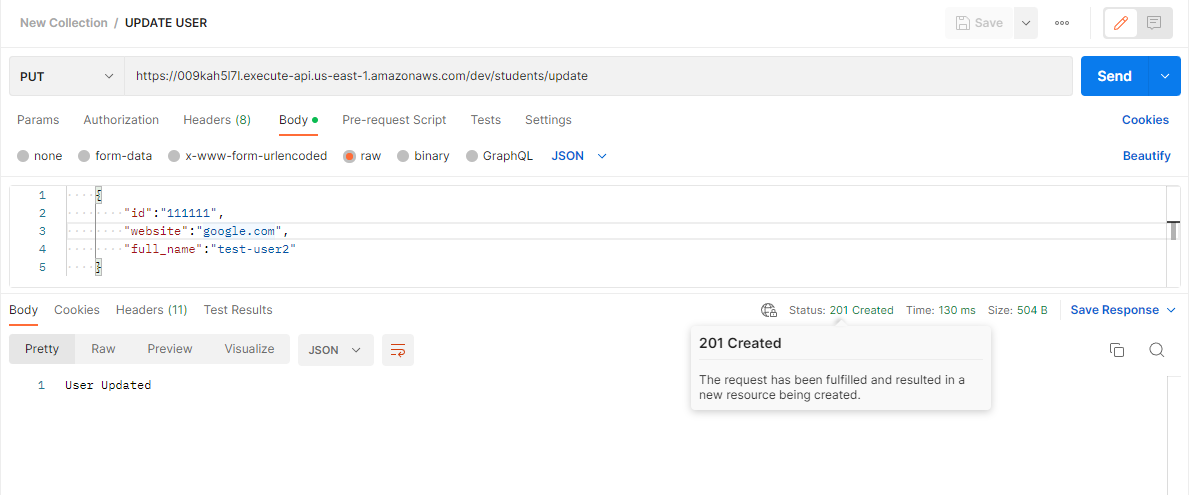 New Collection / UPDATE USER
Save
PUT
https://009kah5l7l.execute-api.us-east-1.amazonaws.com/dev/students/update
Send
Params Authorization Headers (8) Body Pre-request Script Tests Settings Cookies
none form-data x-www-form-urlencoded raw binary GraphQL JSON Beautify
1 {
2 "id":"111111",
3 "website":"google.com",
4 "full_name":"test-user2"
5 }
Body Cookies Headers (11) Test Results Status: 201 Created Time: 130 ms Size: 504 B Save Response
201 Created
The request has been fulfilled and resulted in a
new resource being created.
Pretty Raw Preview Visualize JSON
1 User Updated